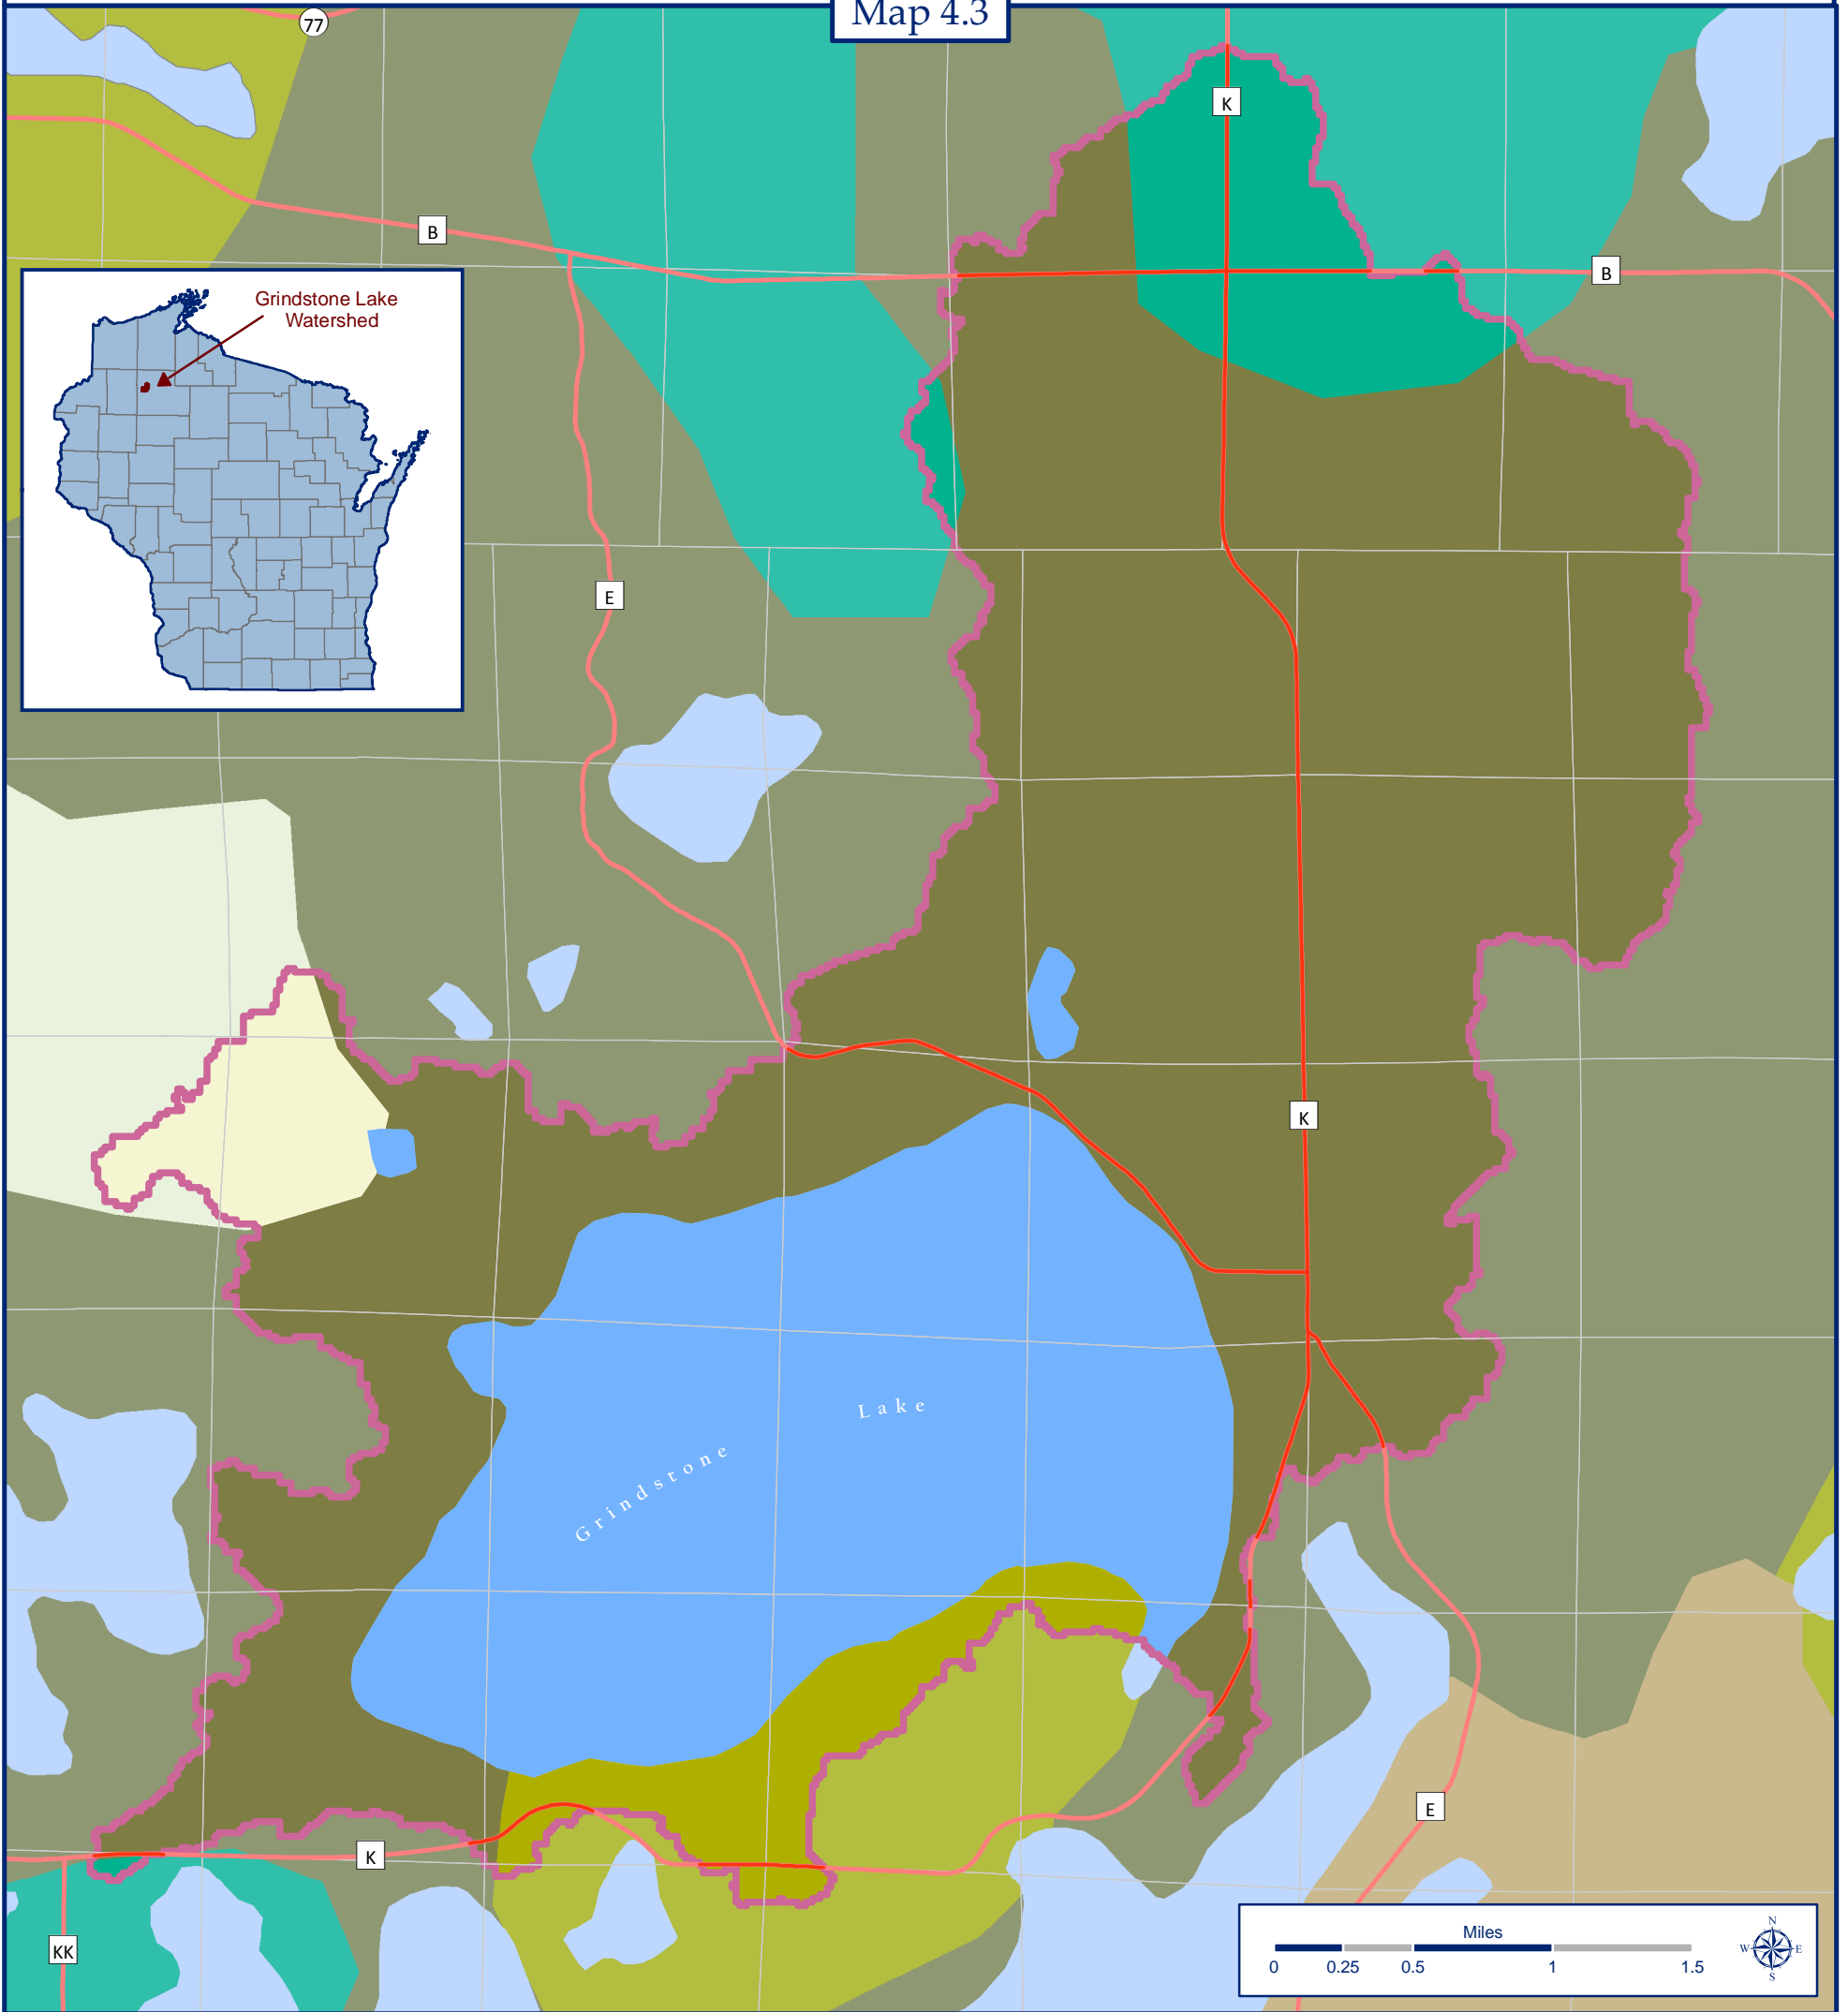 Map 4.3
77
K
B
B
Grindstone Lake
Watershed
E
K
Lake
Grindstone
E
K
KK
Miles
0 0.25 0.5 1 1.5
N
W E
S